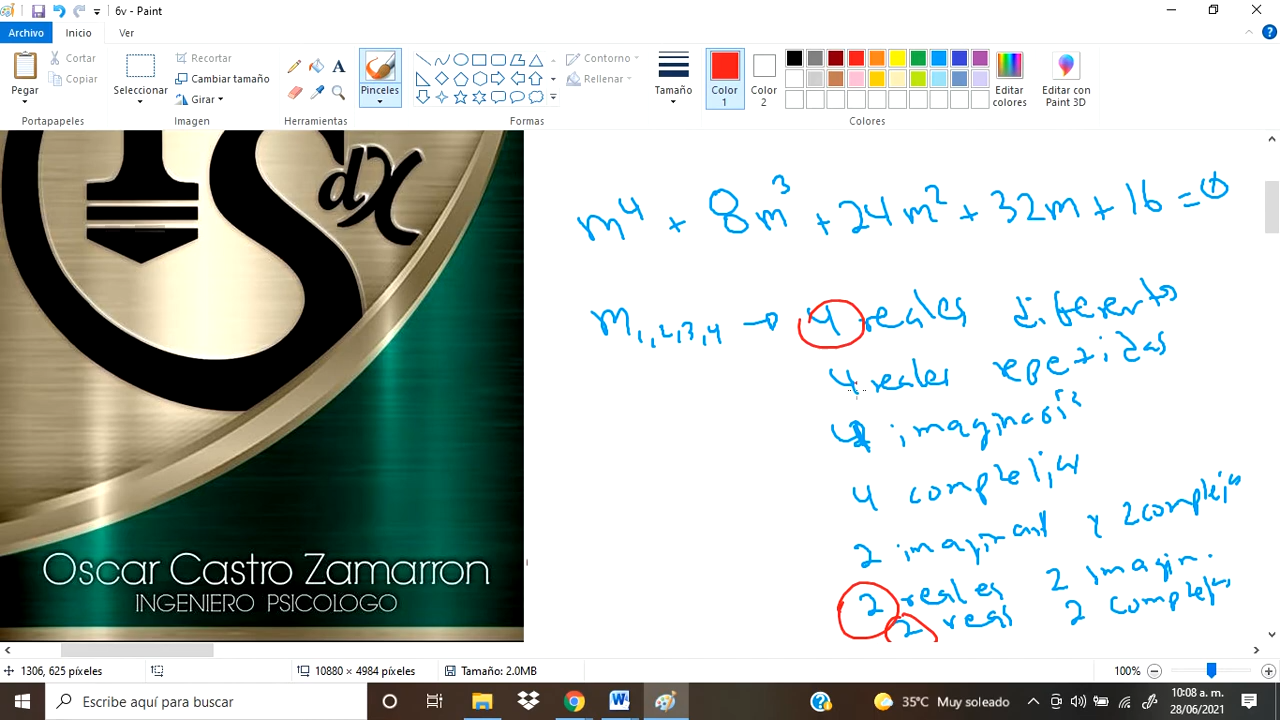 6v - Paint
Archivo Inicio Ver
Pegar
Cortar
Copiar
Portapapeles
Seleccionar
Recortar
Cambiar tamaño
Girar
Imagen
Herramientas
Pinceles
Formas
Contorno
Rellenar
Tamaño
Color 1
Color 2
Colores
Editar colores
Editar con Paint 3D
dx
Oscar Castro Zamarron
INGENIERO PSICOLOGO
m⁴ + 8m³ + 24m² + 32m + 16 = 0
m1,2,3,4 → 4 reales diferentes
4 reales repetidas
4
4
2 y 2 complejas
2 reales 2 imagin.
2 2 complejas
1306, 625 píxeles
10880 × 4984 píxeles
Tamaño: 2.0MB
100%
Escribe aquí para buscar
35°C Muy soleado
10:08 a. m.
28/06/2021